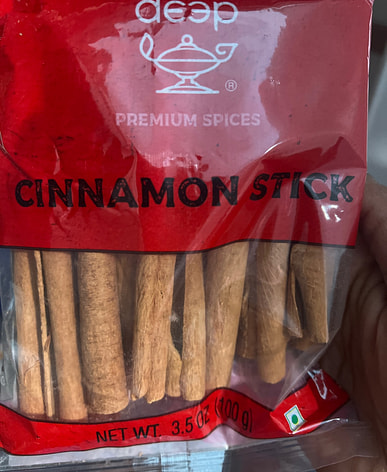 deep
®
PREMIUM SPICES
CINNAMON STICK
NET WT. 3.5 OZ (100 g)